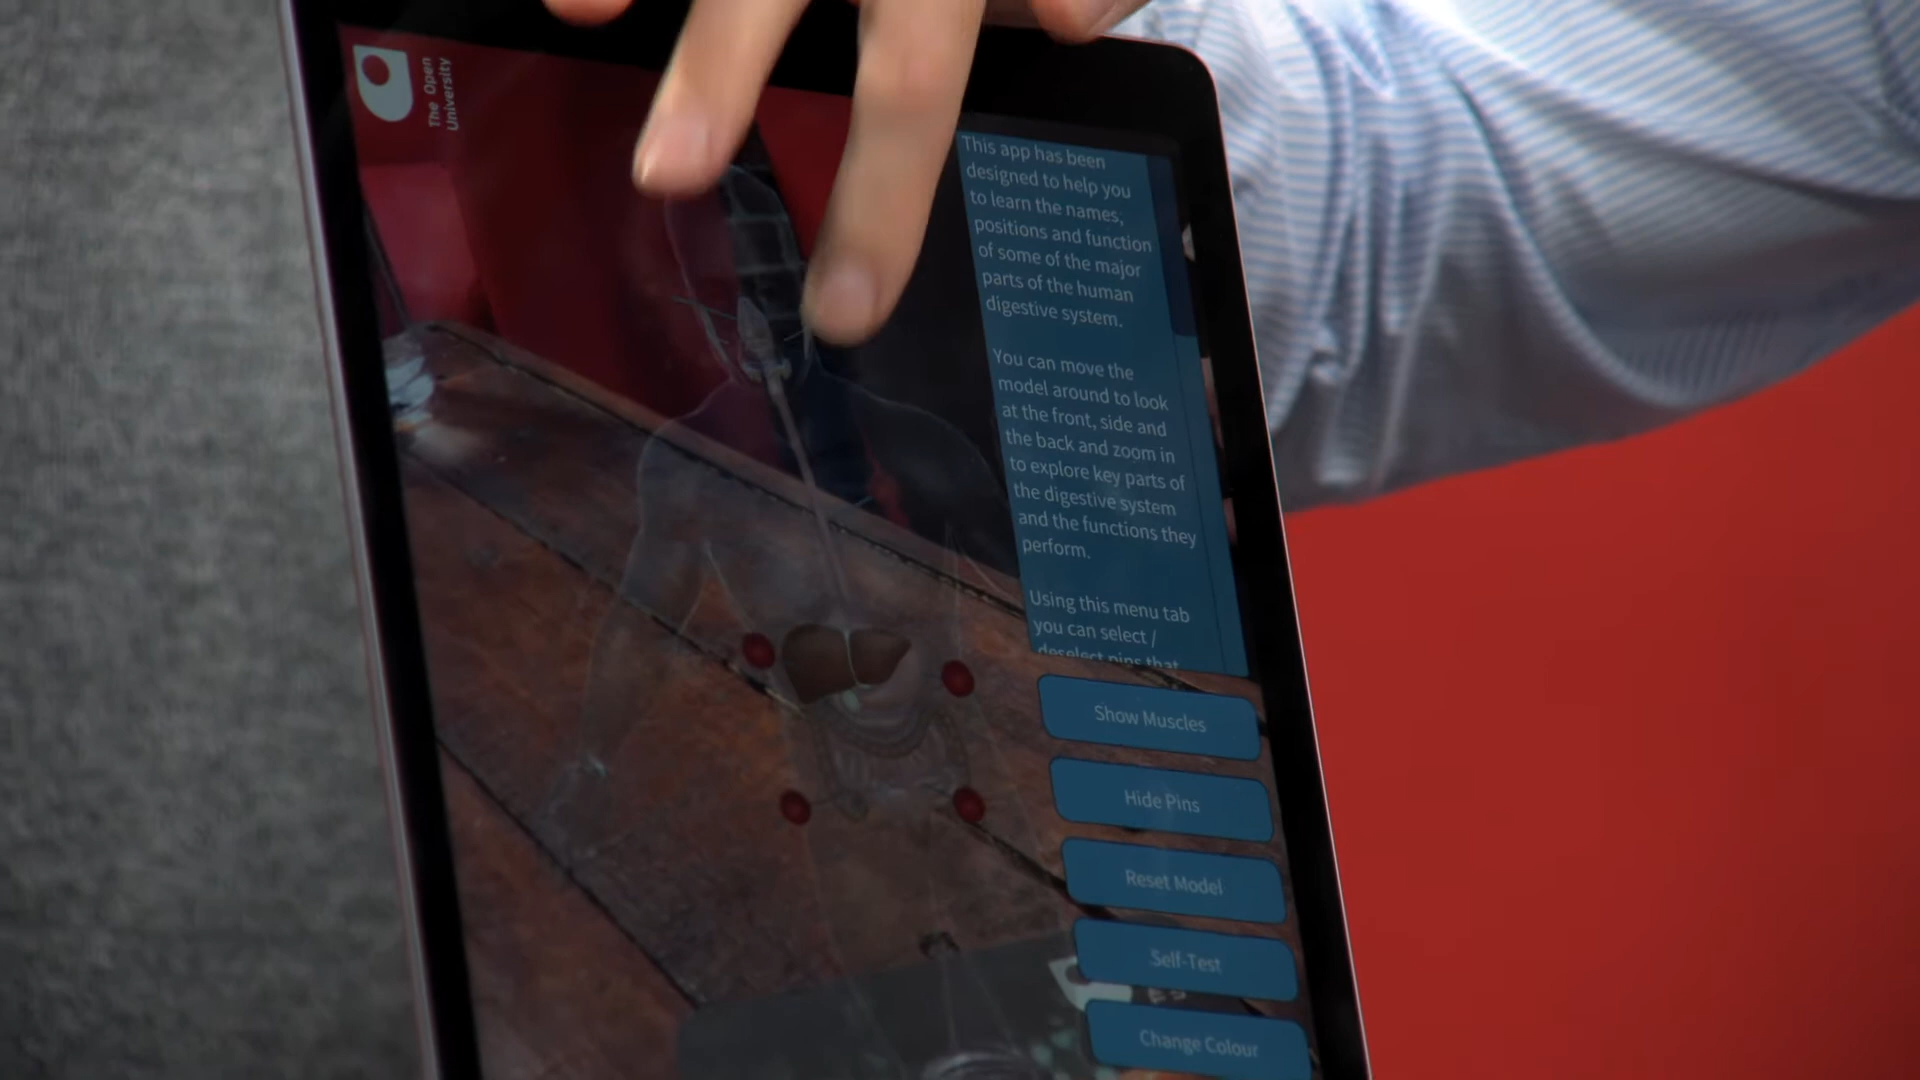 The Open
University
This app has been
designed to help you
to learn the names,
positions and function
of some of the major
parts of the human
digestive system.
You can move the
model around to look
at the front, side and
the back and zoom in
to explore key parts of
the digestive system
and the functions they
perform.
Using this menu tab
you can select /
deselect pins that
Show Muscles
Hide Pins
Reset Model
Self-Test
Change Colour